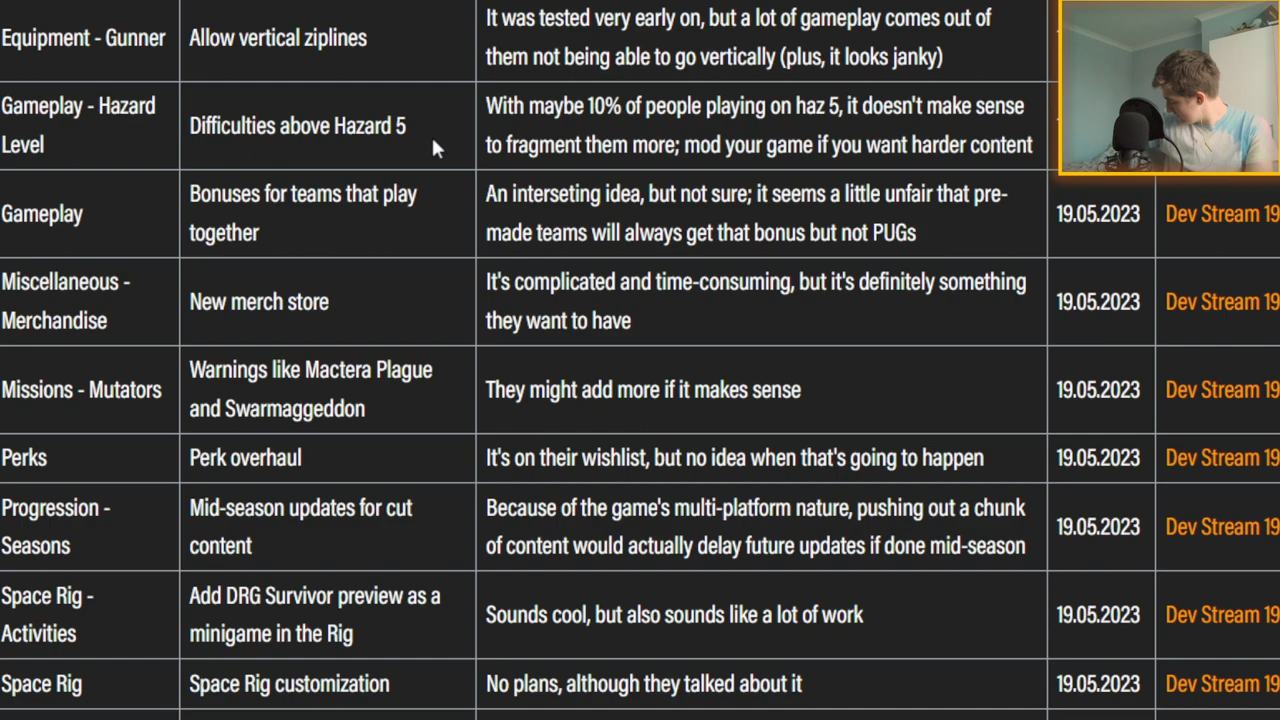 Equipment - Gunner
Allow vertical ziplines
It was tested very early on, but a lot of gameplay comes out of
them not being able to go vertically (plus, it looks janky)
Gameplay - Hazard
Level
Difficulties above Hazard 5
With maybe 10% of people playing on haz 5, it doesn't make sense
to fragment them more; mod your game if you want harder content
Gameplay
Bonuses for teams that play
together
An interseting idea, but not sure; it seems a little unfair that pre-
made teams will always get that bonus but not PUGs
19.05.2023
Dev Stream 19
Miscellaneous -
Merchandise
New merch store
It's complicated and time-consuming, but it's definitely something
they want to have
19.05.2023
Dev Stream 19
Missions - Mutators
Warnings like Mactera Plague
and Swarmaggeddon
They might add more if it makes sense
19.05.2023
Dev Stream 19
Perks
Perk overhaul
It's on their wishlist, but no idea when that's going to happen
19.05.2023
Dev Stream 19
Progression -
Seasons
Mid-season updates for cut
content
Because of the game's multi-platform nature, pushing out a chunk
of content would actually delay future updates if done mid-season
19.05.2023
Dev Stream 19
Space Rig -
Activities
Add DRG Survivor preview as a
minigame in the Rig
Sounds cool, but also sounds like a lot of work
19.05.2023
Dev Stream 19
Space Rig
Space Rig customization
No plans, although they talked about it
19.05.2023
Dev Stream 19